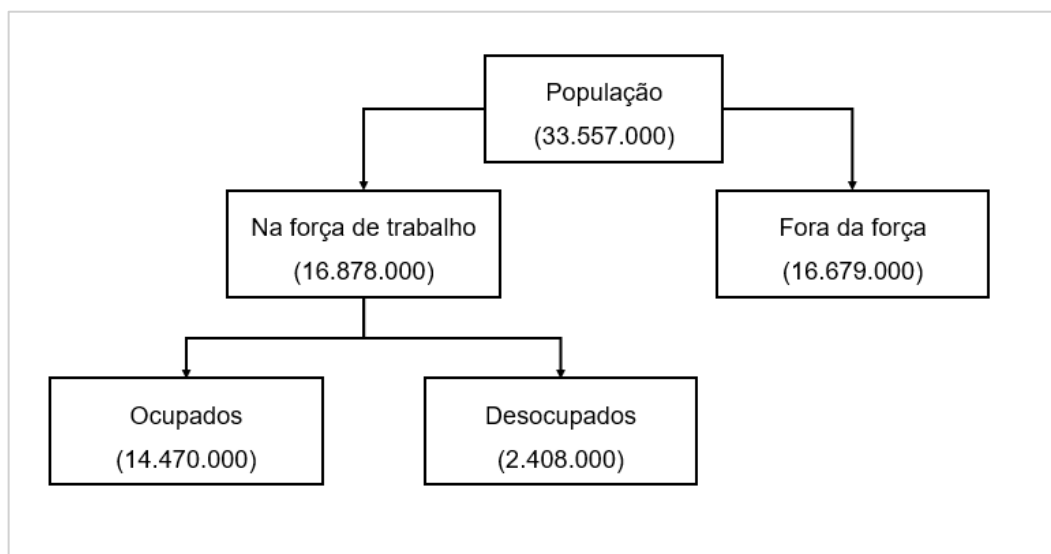 População
(33.557.000)
Na força de trabalho
(16.878.000)
Fora da força
(16.679.000)
Ocupados
(14.470.000)
Desocupados
(2.408.000)